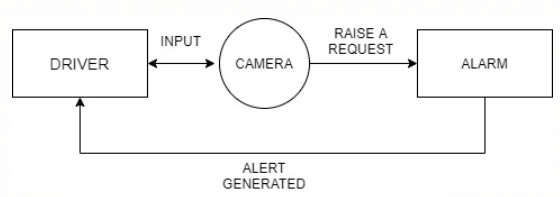 DRIVER
INPUT
CAMERA
RAISE A
REQUEST
ALARM
ALERT
GENERATED